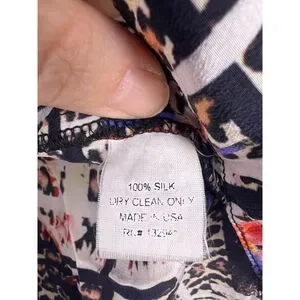 100% SILK
DRY CLEAN ONLY
MADE IN USA
RN#